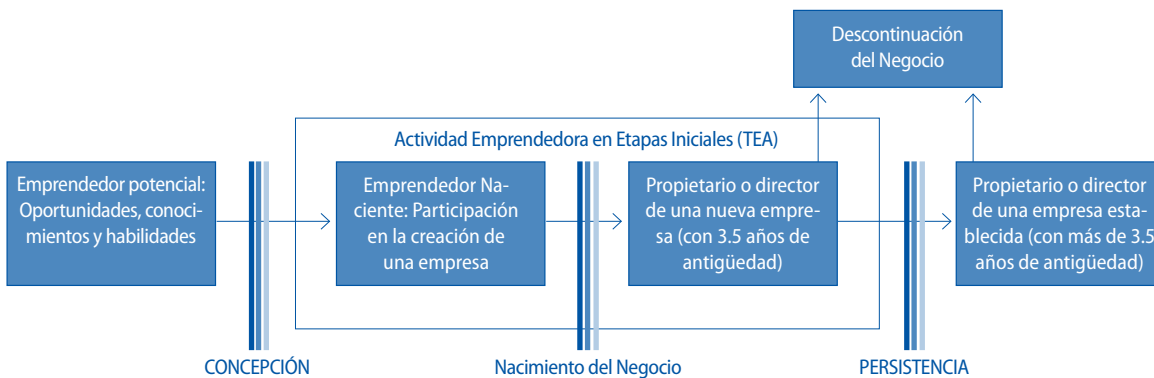 Descontinuación
del Negocio
Actividad Emprendedora en Etapas Iniciales (TEA)
Emprendedor potencial:
Oportunidades, conoci-
mientos y habilidades
Emprendedor Na-
ciente: Participación
en la creación de
una empresa
Propietario o director
de una nueva empre-
sa (con 3.5 años de
antigüedad)
Propietario o director
de una empresa esta-
blecida (con más de 3.5
años de antigüedad)
CONCEPCIÓN
Nacimiento del Negocio
PERSISTENCIA